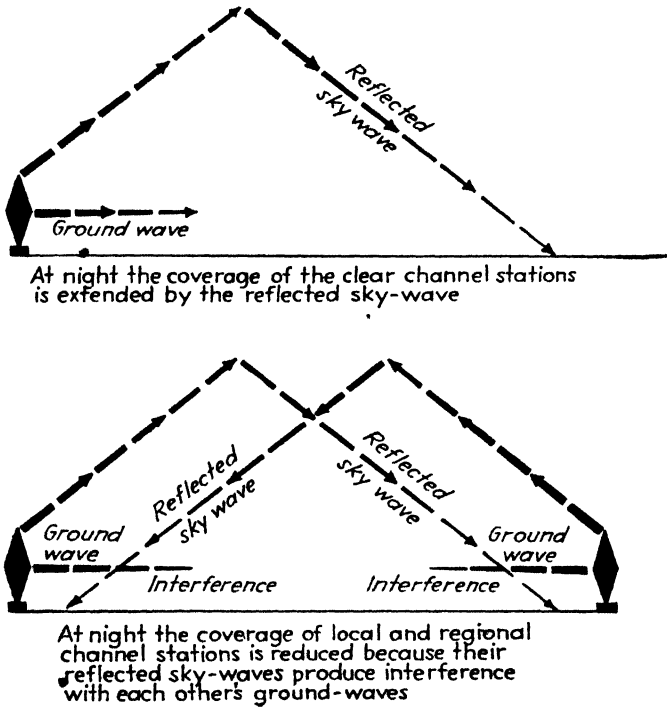 Reflected
sky wave
Ground wave
At night the coverage of the clear channel stations
is extended by the reflected sky-wave
Reflected
sky wave
Reflected
sky wave
Ground
wave
Ground
wave
Interference
Interference
At night the coverage of local and regional
channel stations is reduced because their
reflected sky-waves produce interference
with each other's ground-waves